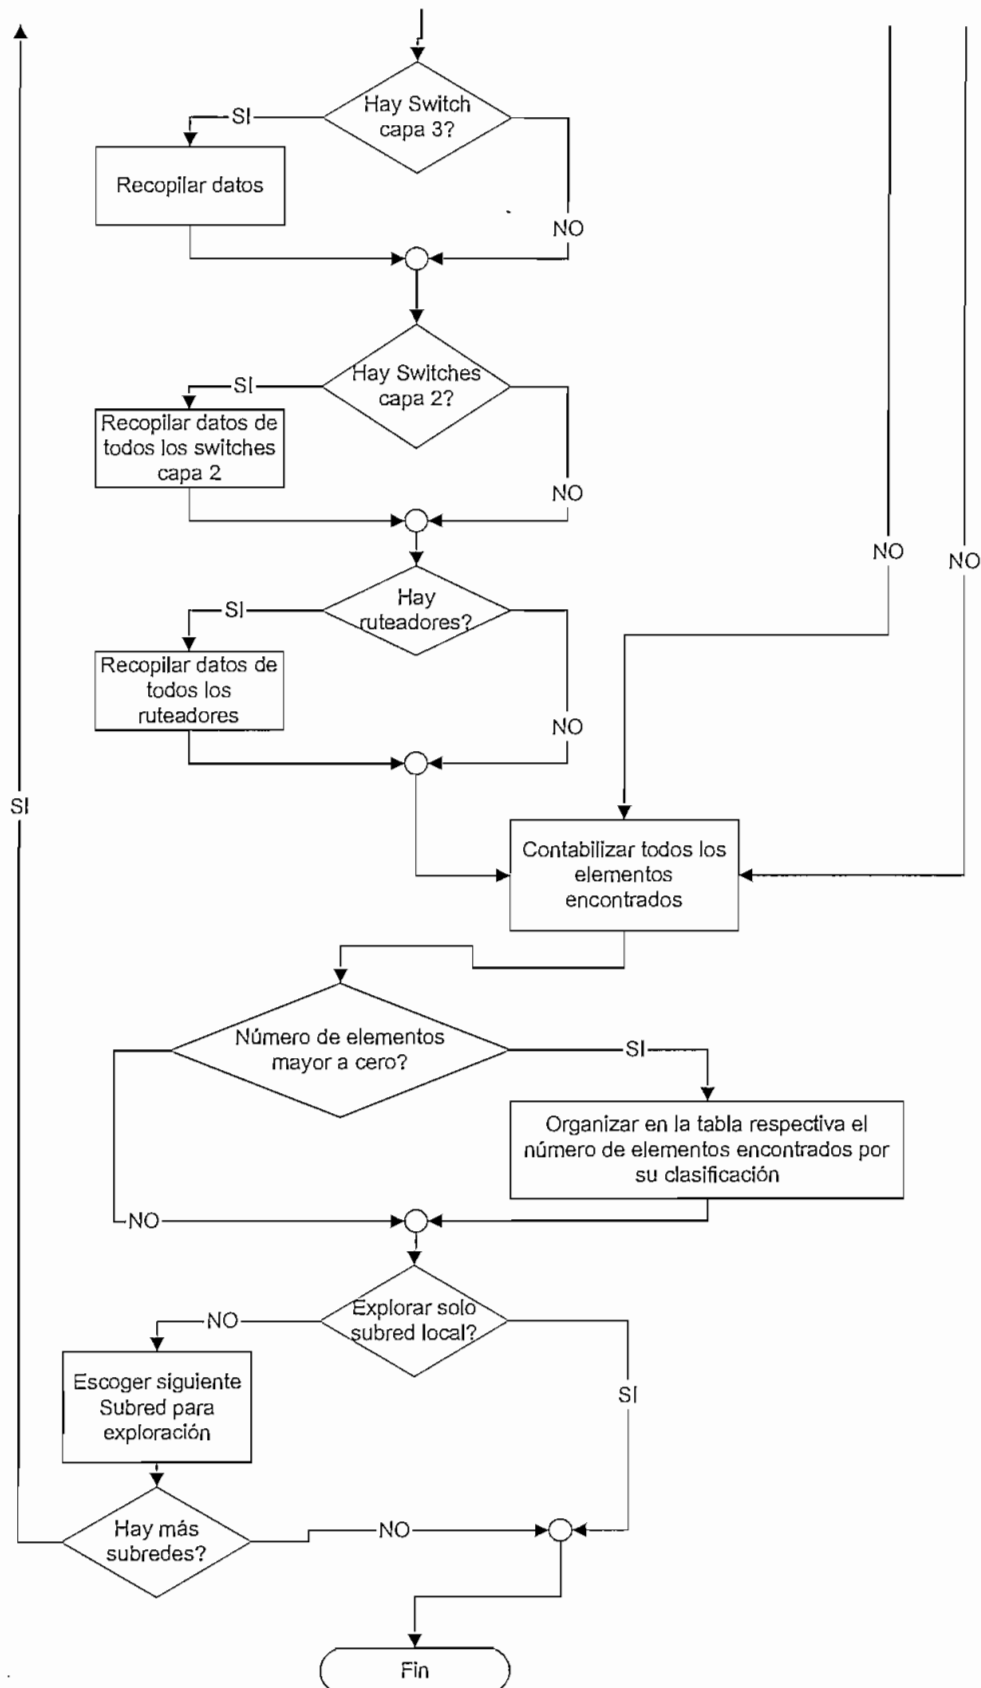 Hay Switch
capa 3?
SI
Recopilar datos
NO
Hay Switches
capa 2?
SI
Recopilar datos de
todos los switches
capa 2
NO
NO
NO
Hay
ruteadores?
SI
Recopilar datos de
todos los
ruteadores
NO
SI
Contabilizar todos los
elementos
encontrados
Número de elementos
mayor a cero?
SI
Organizar en la tabla respectiva el
número de elementos encontrados por
su clasificación
NO
Explorar solo
subred local?
NO
Escoger siguiente
Subred para
exploración
SI
Hay más
subredes?
NO
Fin